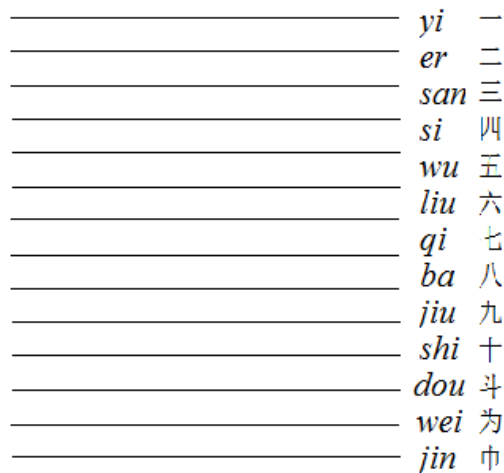 yi 一
er 二
san 三
si 四
wu 五
liu 六
qi 七
ba 八
jiu 九
shi 十
dou 斗
wei 为
jin 巾